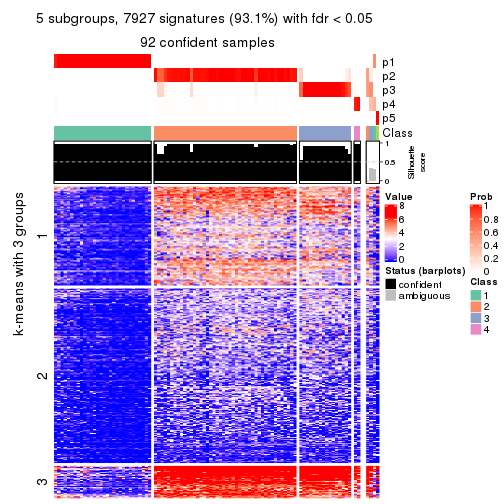 5 subgroups, 7927 signatures (93.1%) with fdr < 0.05
92 confident samples
p1
p2
p3
p4
p5
Class
1
0.5
0
Silhouette
score
k-means with 3 groups
1
2
3
Value
8
6
4
2
0
Status (barplots)
confident
ambiguous
Prob
1
0.8
0.6
0.4
0.2
0
Class
1
2
3
4